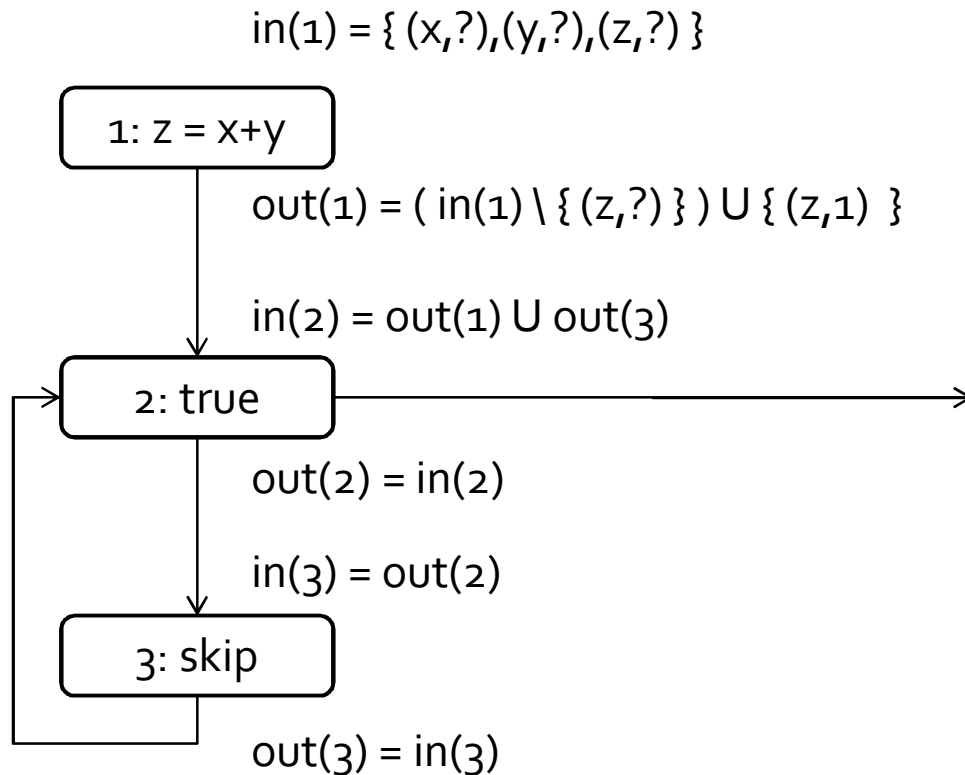 in(1) = { (x,?),(y,?),(z,?) }
1: z = x+y
out(1) = ( in(1) \ { (z,?) } ) U { (z,1) }
in(2) = out(1) U out(3)
2: true
out(2) = in(2)
in(3) = out(2)
3: skip
out(3) = in(3)